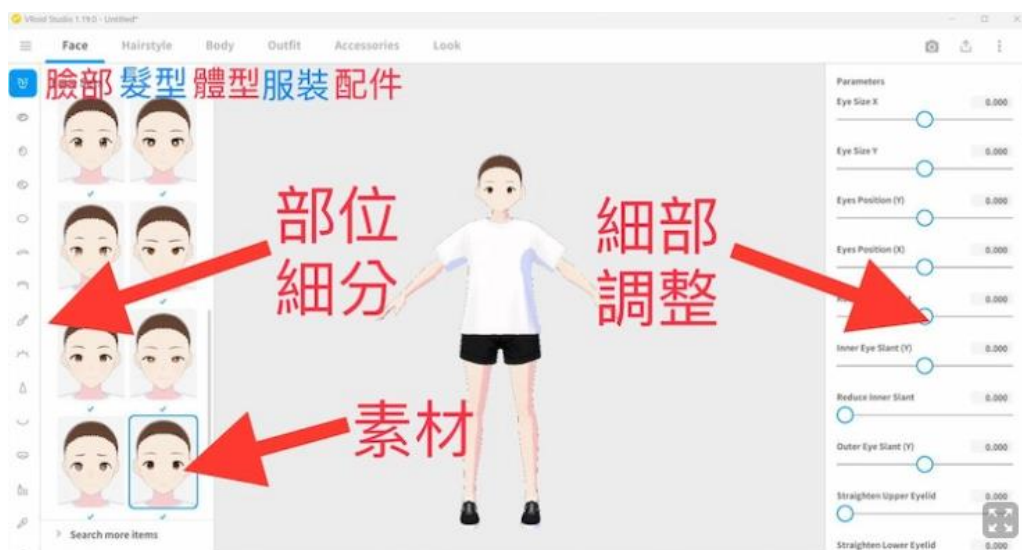 VRoid Studio 1.19.0 - Untitled*
Face Hairstyle Body Outfit Accessories Look
臉部 髮型 體型 服裝 配件
部位
細分
素材
Search more items
細部
調整
Parameters
Eye Size X 0.000
Eye Size Y 0.000
Eyes Position (Y) 0.000
Eyes Position (X) 0.000
0.000
Inner Eye Slant (Y) 0.000
Reduce Inner Slant 0.000
Outer Eye Slant (Y) 0.000
Straighten Upper Eyelid 0.000
Straighten Lower Eyelid 0.000